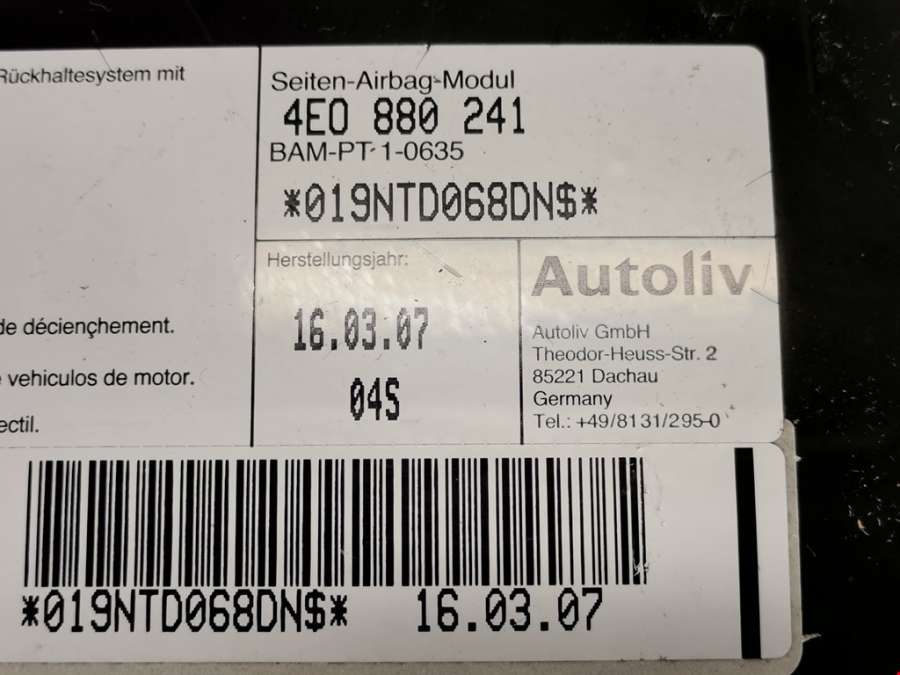 Rückhaltesystem mit
Seiten-Airbag-Modul
4E0 880 241
BAM-PT-1-0635
*019NTD068DN$*
Herstellungsjahr:
16.03.07
04S
Autoliv
Autoliv GmbH
Theodor-Heuss-Str. 2
85221 Dachau
Germany
Tel.: +49/8131/295-0
de décienchement.
vehiculos de motor.
ectil.
*019NTD068DN$* 16.03.07